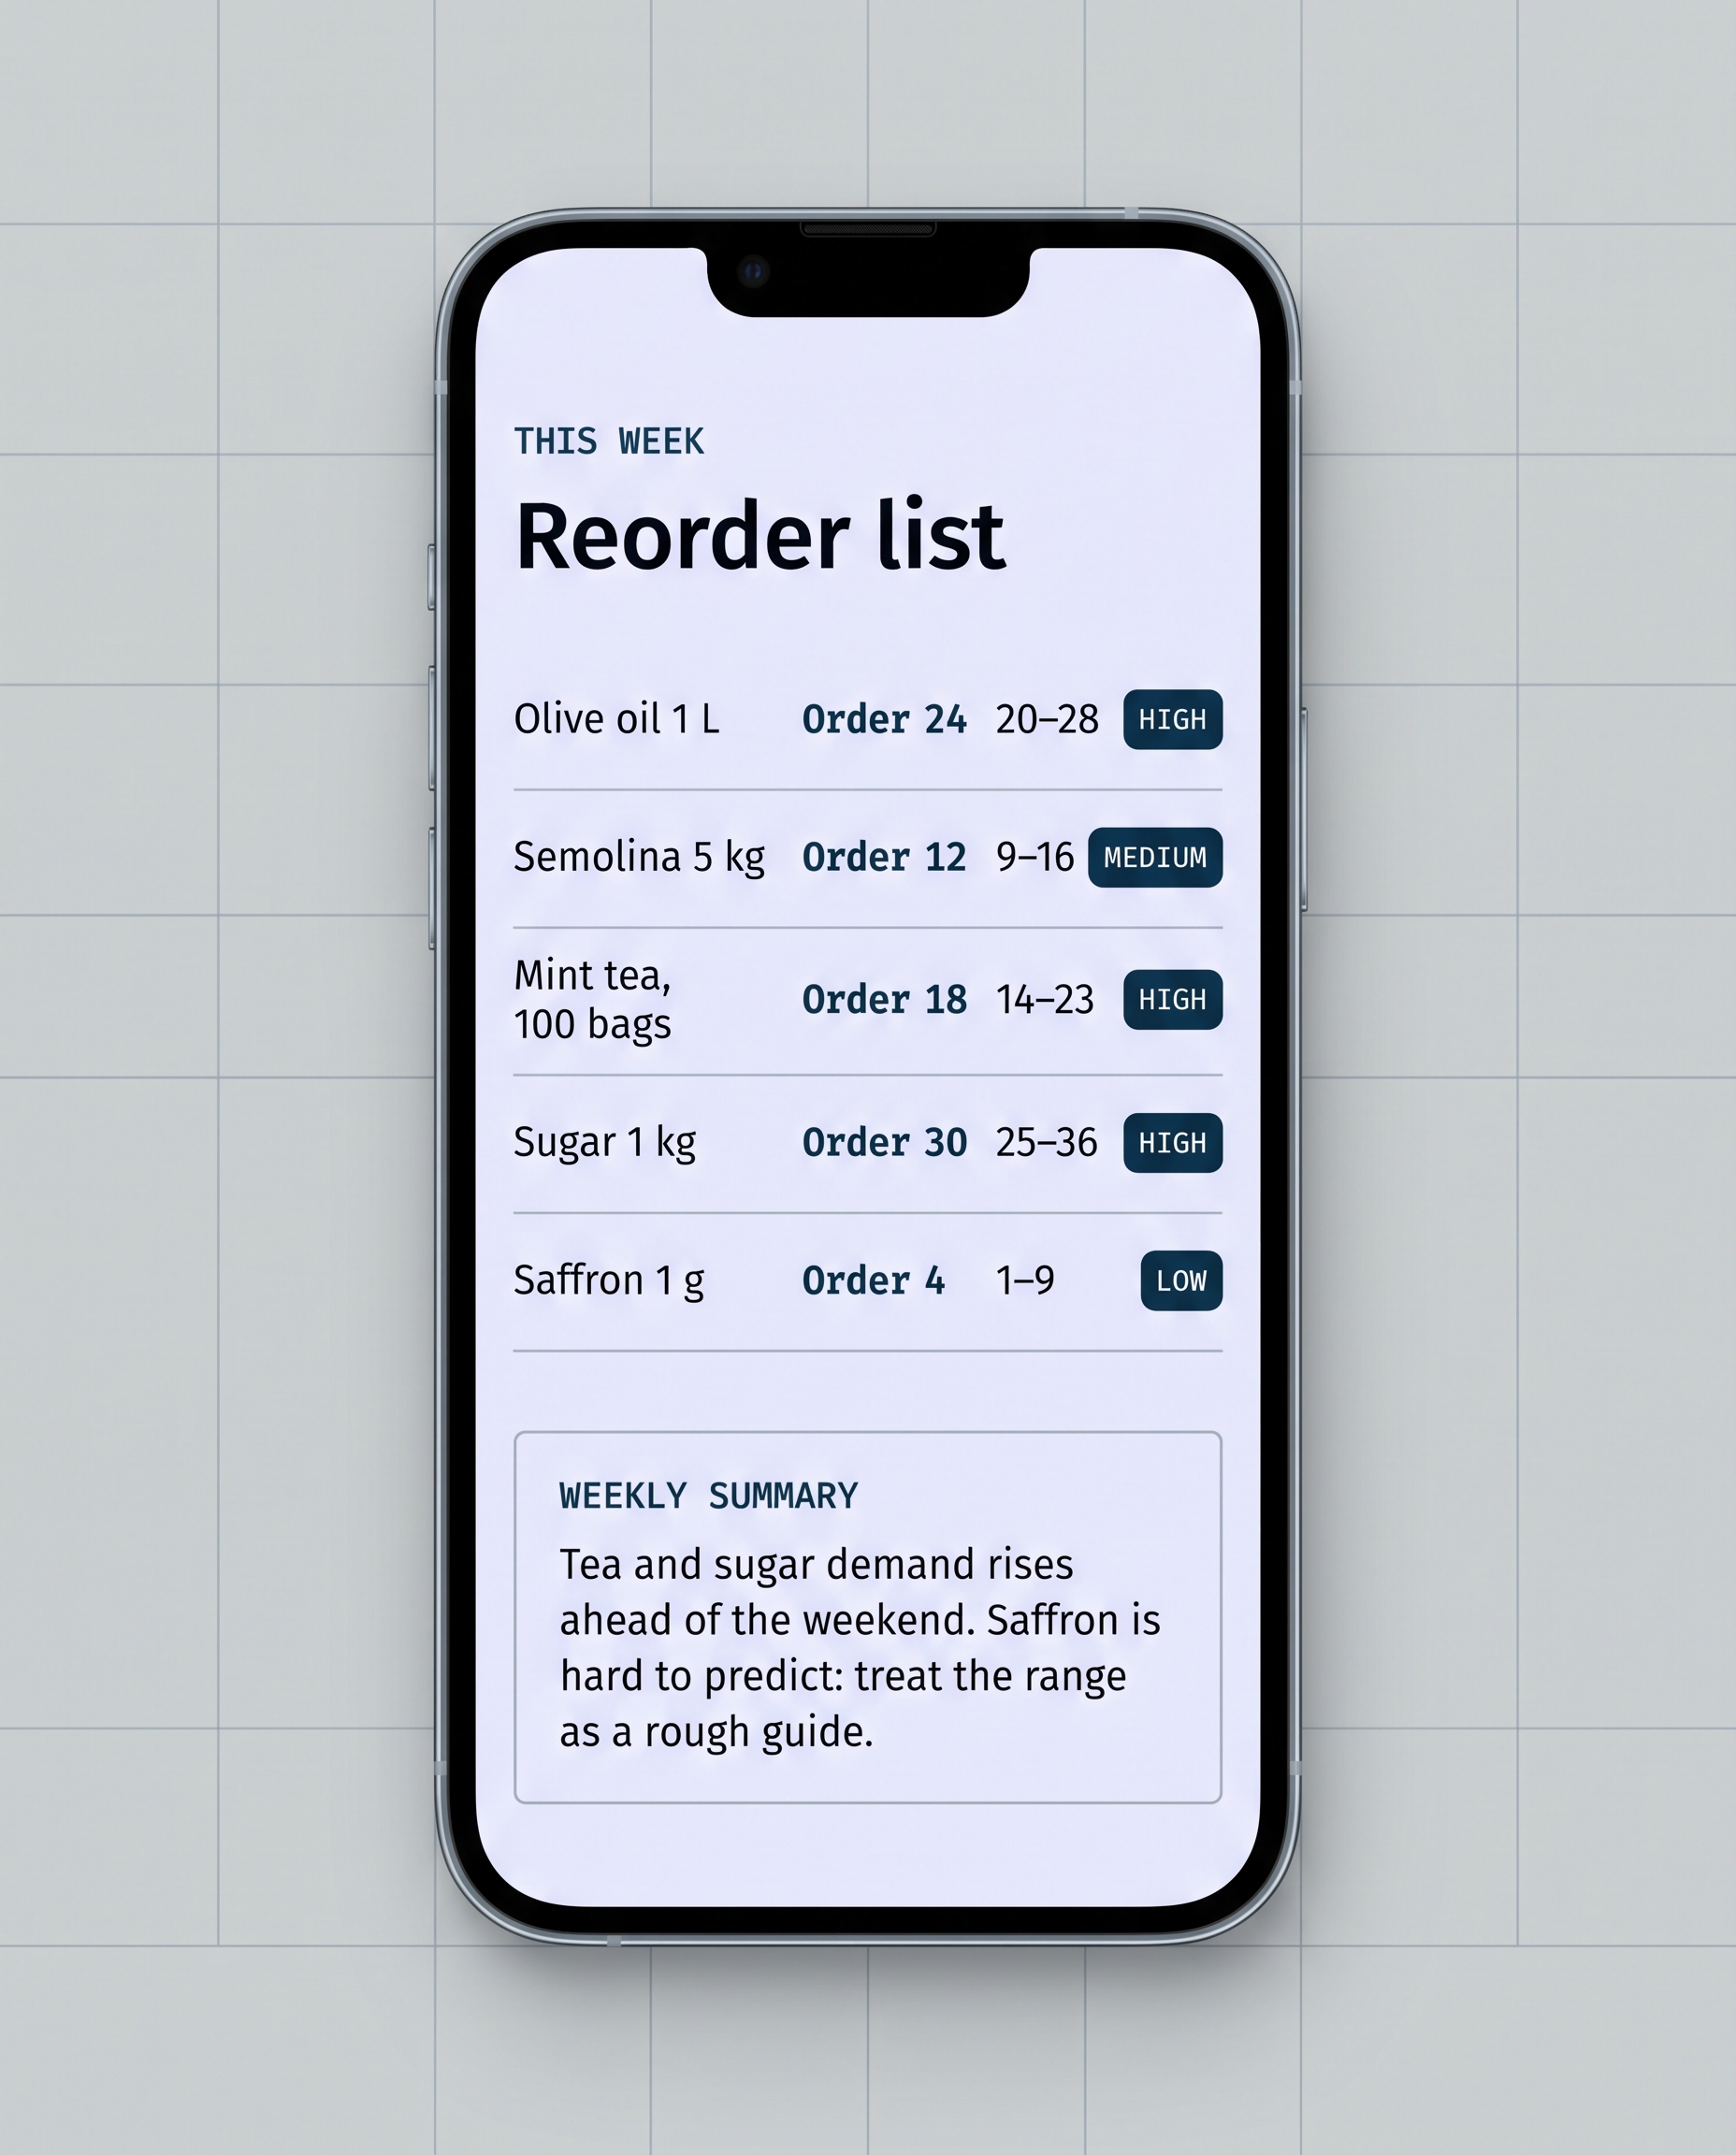 THIS WEEK
Reorder list
Olive oil 1 L Order 24 20–28 HIGH
Semolina 5 kg Order 12 9–16 MEDIUM
Mint tea,
100 bags Order 18 14–23 HIGH
Sugar 1 kg Order 30 25–36 HIGH
Saffron 1 g Order 4 1–9 LOW
WEEKLY SUMMARY
Tea and sugar demand rises
ahead of the weekend. Saffron is
hard to predict: treat the range
as a rough guide.